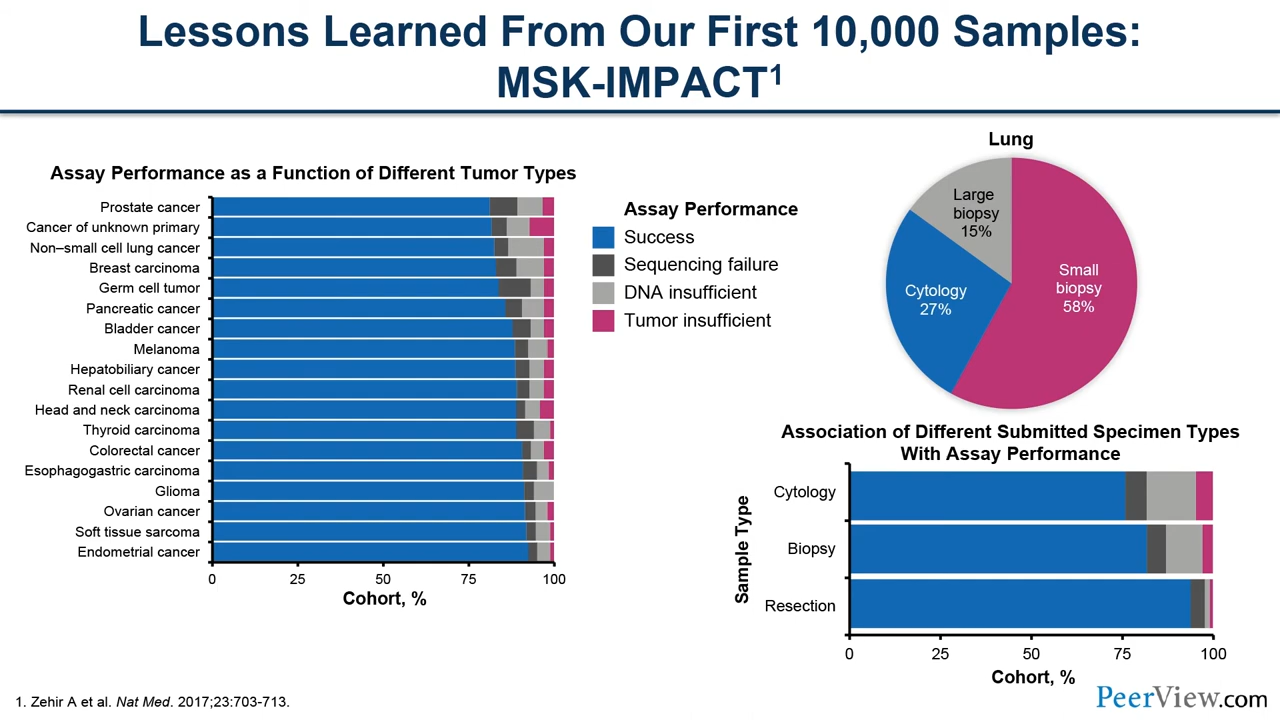 Lessons Learned From Our First 10,000 Samples:
MSK-IMPACT1
Assay Performance as a Function of Different Tumor Types
Prostate cancer
Cancer of unknown primary
Non–small cell lung cancer
Breast carcinoma
Germ cell tumor
Pancreatic cancer
Bladder cancer
Melanoma
Hepatobiliary cancer
Renal cell carcinoma
Head and neck carcinoma
Thyroid carcinoma
Colorectal cancer
Esophagogastric carcinoma
Glioma
Ovarian cancer
Soft tissue sarcoma
Endometrial cancer
0 25 50 75 100
Cohort, %
Assay Performance
Success
Sequencing failure
DNA insufficient
Tumor insufficient
Lung
Large
biopsy
15%
Cytology
27%
Small
biopsy
58%
Association of Different Submitted Specimen Types
With Assay Performance
Sample Type
Cytology
Biopsy
Resection
0 25 50 75 100
Cohort, %
1. Zehir A et al. Nat Med. 2017;23:703-713.
PeerView.com